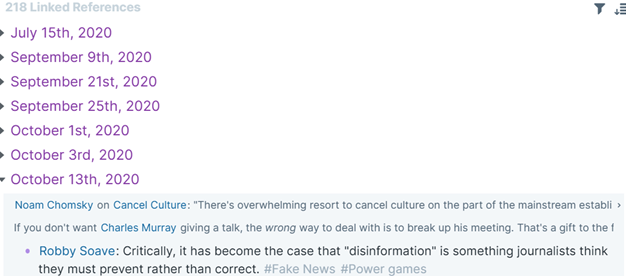 218 Linked References
July 15th, 2020
September 9th, 2020
September 21st, 2020
September 25th, 2020
October 1st, 2020
October 3rd, 2020
October 13th, 2020
Noam Chomsky on Cancel Culture: "There's overwhelming resort to cancel culture on the part of the mainstream establi
If you don't want Charles Murray giving a talk, the wrong way to deal with is to break up his meeting. That's a gift to the f
Robby Soave: Critically, it has become the case that "disinformation" is something journalists think
they must prevent rather than correct. #Fake News #Power games